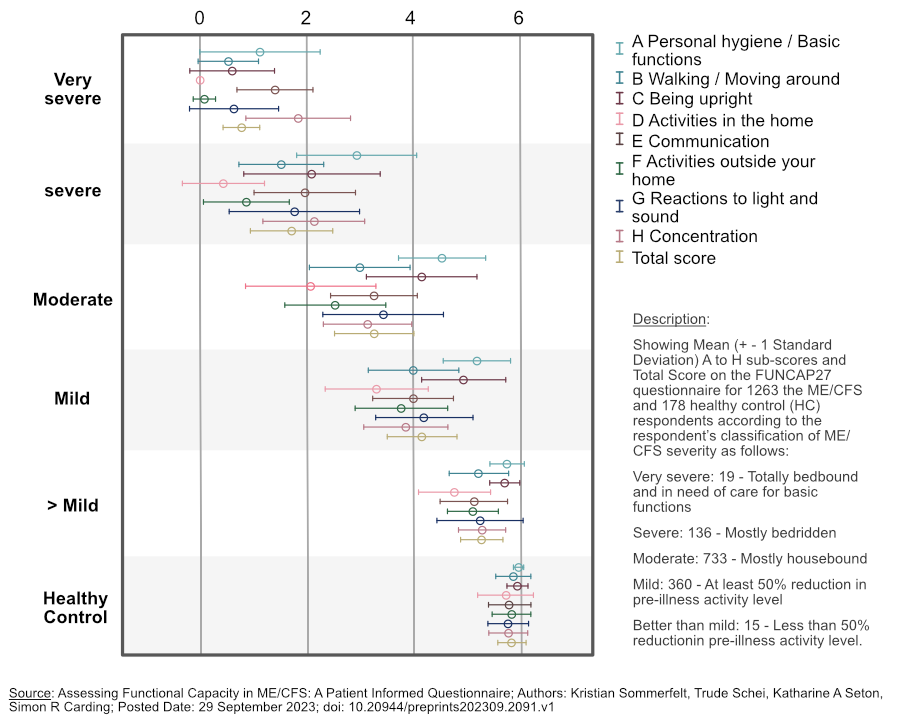 0 2 4 6
Very
severe
severe
Moderate
Mild
> Mild
Healthy
Control
A Personal hygiene / Basic
functions
B Walking / Moving around
C Being upright
D Activities in the home
E Communication
F Activities outside your
home
G Reactions to light and
sound
H Concentration
Total score
Description:
Showing Mean (+ - 1 Standard
Deviation) A to H sub-scores and
Total Score on the FUNCAP27
questionnaire for 1263 the ME/CFS
and 178 healthy control (HC)
respondents according to the
respondent's classification of ME/
CFS severity as follows:
Very severe: 19 - Totally bedbound
and in need of care for basic
functions
Severe: 136 - Mostly bedridden
Moderate: 733 - Mostly housebound
Mild: 360 - At least 50% reduction in
pre-illness activity level
Better than mild: 15 - Less than 50%
reductionin pre-illness activity level.
Source: Assessing Functional Capacity in ME/CFS: A Patient Informed Questionnaire; Authors: Kristian Sommerfelt, Trude Schei, Katharine A Seton,
Simon R Carding; Posted Date: 29 September 2023; doi: 10.20944/preprints202309.2091.v1